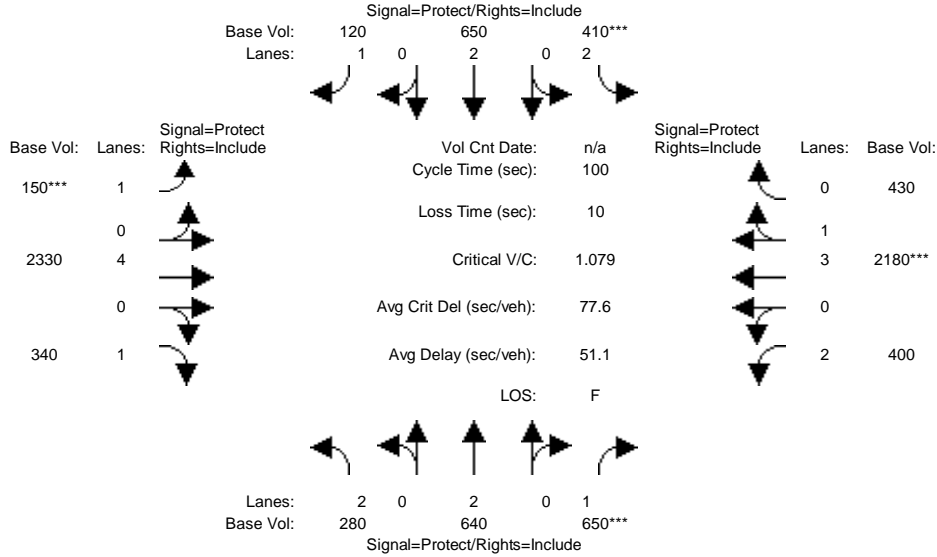 Signal=Protect/Rights=Include
Base Vol: 120 650 410***
Lanes: 1 0 2 0 2
Signal=Protect
Base Vol: Lanes: Rights=Include
Vol Cnt Date: n/a
Signal=Protect
Rights=Include Lanes: Base Vol:
Cycle Time (sec): 100
150*** 1
0 430
Loss Time (sec): 10
0
1
2330 4
Critical V/C: 1.079
3 2180***
0
Avg Crit Del (sec/veh): 77.6
0
340 1
Avg Delay (sec/veh): 51.1
2 400
LOS: F
Lanes: 2 0 2 0 1
Base Vol: 280 640 650***
Signal=Protect/Rights=Include